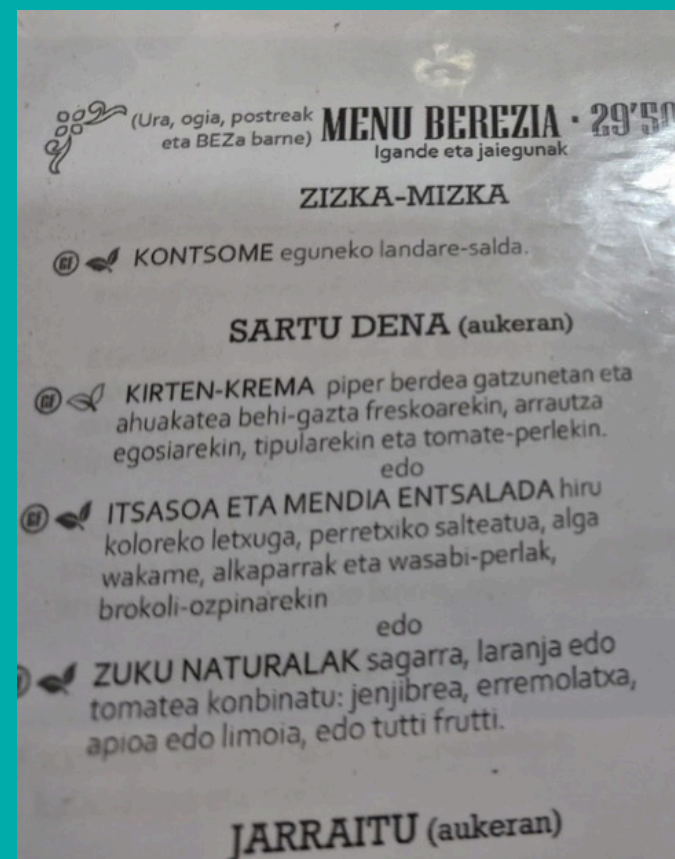 (Ura, ogia, postreak
eta BEZa barne) MENU BEREZIA · 29'50
Igande eta jaiegunak
ZIZKA-MIZKA
GF KONTSOME eguneko landare-salda.
SARTU DENA (aukeran)
GF KIRTEN-KREMA piper berdea gatzunetan eta
ahuakatea behi-gazta freskoarekin, arrautza
egosiarekin, tipularekin eta tomate-perlekin.
edo
GF ITSASOA ETA MENDIA ENTSALADA hiru
koloreko letxuga, perretxiko salteatua, alga
wakame, alkaparrak eta wasabi-perlak,
brokoli-ozpinarekin
edo
ZUKU NATURALAK sagarra, laranja edo
tomatea konbinatu: jenjibrea, erremolatxa,
apioa edo limoia, edo tutti frutti.
JARRAITU (aukeran)